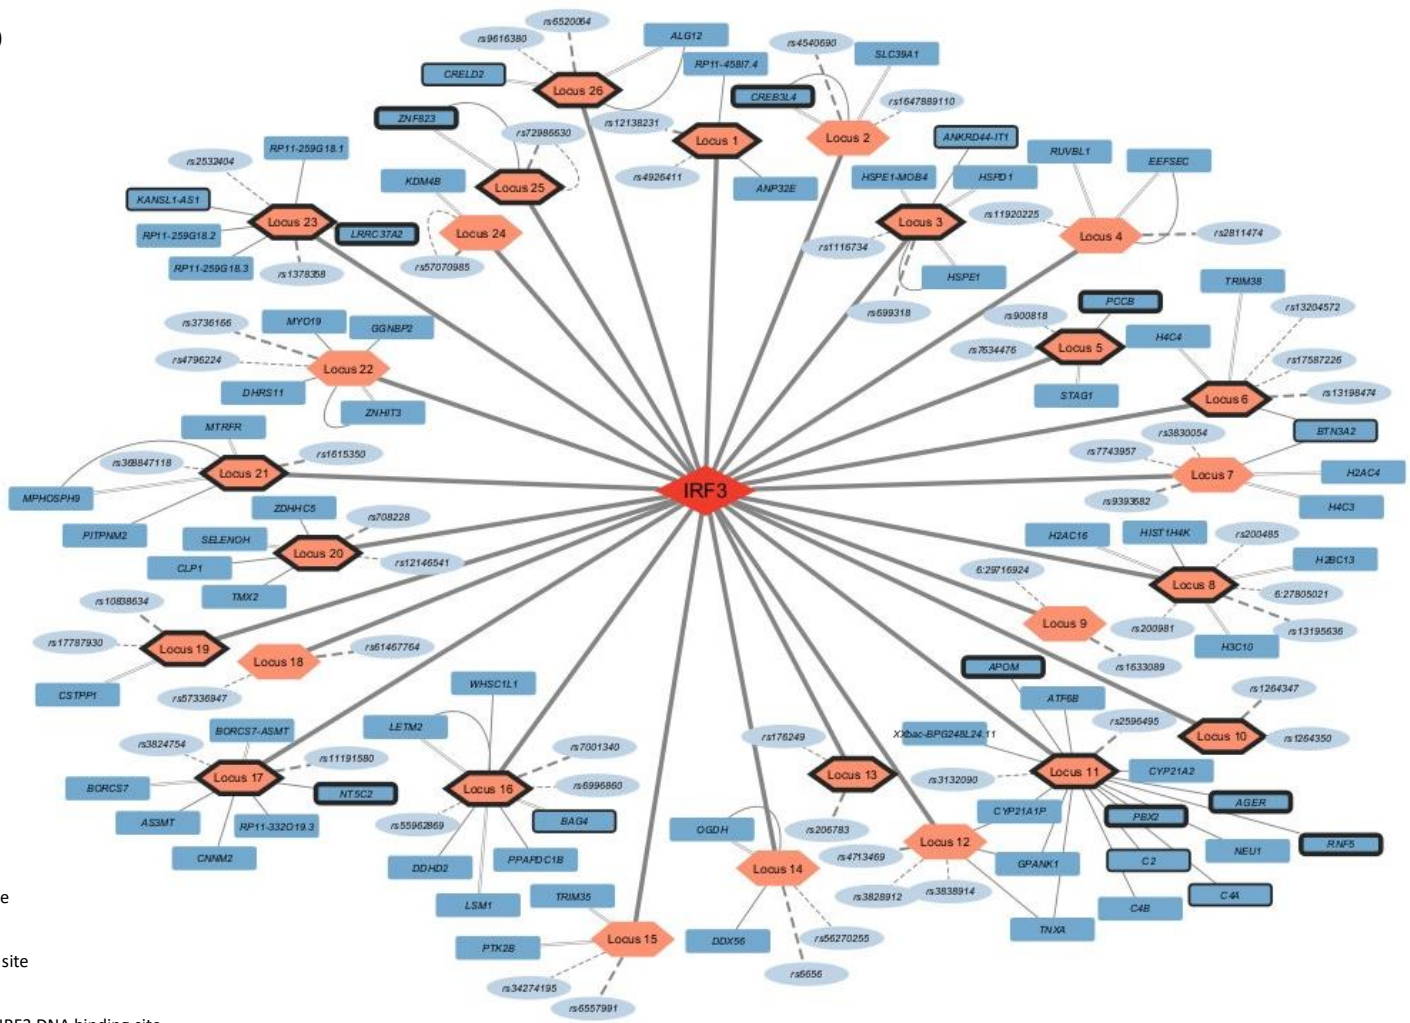 )
rs6520064
rs9616380
ALG12
RP11-458I7.4
CRELD2
Locus 26
ZNF823
rs72986630
Locus 25
KDM4B
Locus 24
rs57070985
rs12138231
Locus 1
rs4926411
ANP32E
rs4540690
SLC39A1
CREB3L4
rs1647889110
Locus 2
ANKRD44-IT1
HSPE1-MOB4
HSPD1
Locus 3
rs1116734
HSPE1
rs699318
RUVBL1
EEFSEC
rs11920225
Locus 4
rs2811474
PCCB
rs900818
rs7634476
Locus 5
STAG1
TRIM38
rs13204572
H4C4
rs17587226
rs13198474
Locus 6
BTN3A2
rs3830054
rs7743957
Locus 7
H2AC4
rs9393682
H4C3
H2AC16
HIST1H4K
rs200485
H2BC13
Locus 8
6:27805021
rs200981
rs13195636
H3C10
6:29716924
Locus 9
rs1633089
rs1264347
Locus 10
rs1264350
APOM
ATF6B
rs2596495
XXbac-BPG248L24.11
Locus 11
CYP21A2
rs3132090
AGER
CYP21A1P
PBX2
RNF5
NEU1
GPANK1
C2
C4A
C4B
TNXA
Locus 12
rs4713469
rs3828912
rs3838914
rs176249
Locus 13
rs206783
OGDH
Locus 14
DDX56
rs56270255
rs6656
TRIM35
PTK2B
Locus 15
rs34274195
rs6557991
WHSC1L1
LETM2
rs7001340
Locus 16
rs6996860
rs55962869
BAG4
DDHD2
PPAPDC1B
LSM1
BORCS7-ASMT
rs3824754
rs11191580
Locus 17
BORCS7
NT5C2
AS3MT
RP11-332O19.3
CNNM2
rs61467764
Locus 18
rs57336947
rs10838634
rs17787930
Locus 19
CSTPP1
ZDHHC5
rs708228
SELENOH
Locus 20
CLP1
rs12146541
TMX2
MTRFR
rs368847118
rs1615350
Locus 21
MPHOSPH9
PITPNM2
rs3736166
MYO19
GGNBP2
rs4796224
Locus 22
DHRS11
ZNHIT3
rs2532404
RP11-259G18.1
KANSL1-AS1
Locus 23
LRRC37A2
RP11-259G18.2
RP11-259G18.3
rs1378358
IRF3
e
site